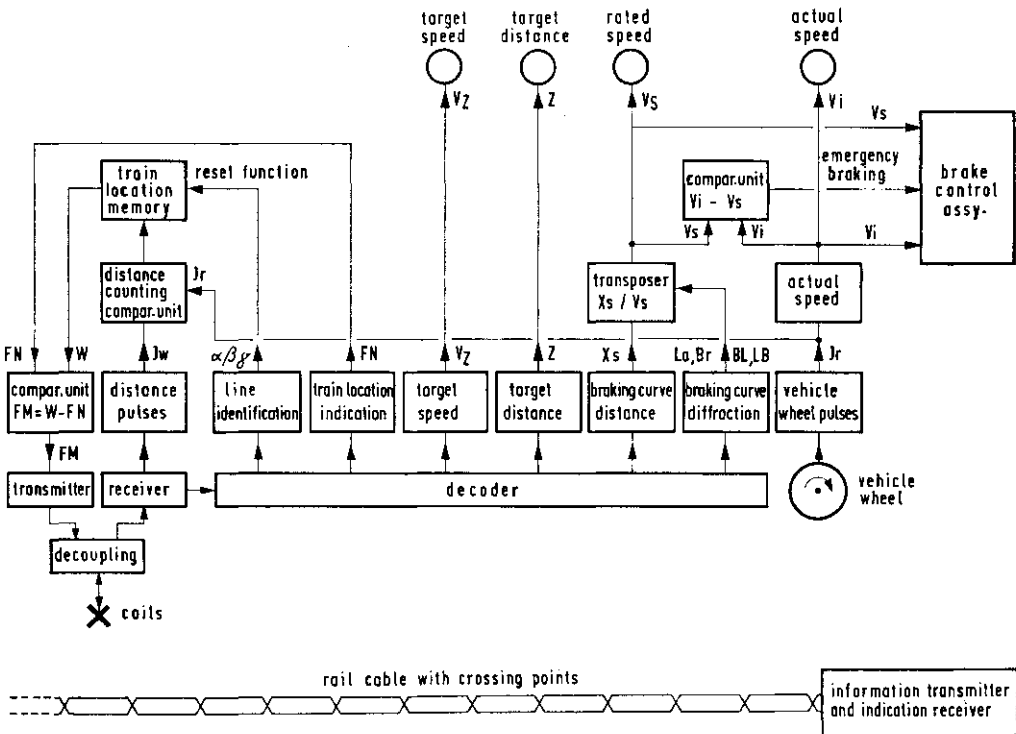 target speed
target distance
rated speed
actual speed
VZ
Z
VS
Vi
Vs
train location memory
reset function
compar.unit
Vi - Vs
emergency braking
brake control assy.
Vs
Vi
Vi
distance counting compar.unit
Jr
transposer
Xs / Vs
actual speed
FN
W
Jw
αβγ
FN
VZ
Z
Xs
La,Br
BL,LB
Jr
compar.unit
FM=W-FN
distance pulses
line identification
train location indication
target speed
target distance
braking curve distance
braking curve diffraction
vehicle wheel pulses
FM
transmitter
receiver
decoder
vehicle wheel
decoupling
coils
rail cable with crossing points
information transmitter
and indication receiver